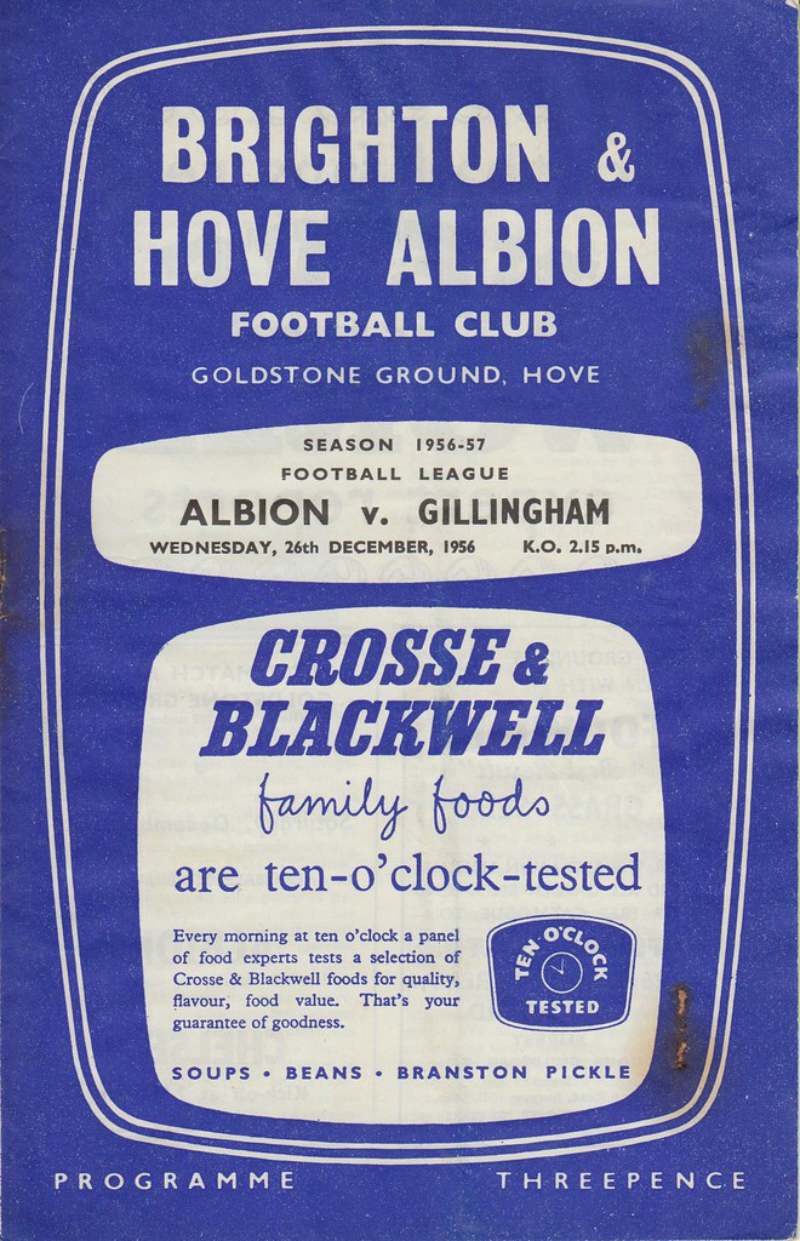 BRIGHTON &
HOVE ALBION
FOOTBALL CLUB
GOLDSTONE GROUND, HOVE
SEASON 1956-57
FOOTBALL LEAGUE
ALBION v. GILLINGHAM
WEDNESDAY, 26th DECEMBER, 1956 K.O. 2.15 p.m.
CROSSE &
BLACKWELL
family foods
are ten-o'clock-tested
Every morning at ten o'clock a panel
of food experts tests a selection of
Crosse & Blackwell foods for quality,
flavour, food value. That's your
guarantee of goodness.
TEN O'CLOCK
TESTED
SOUPS • BEANS • BRANSTON PICKLE
PROGRAMME THREEPENCE